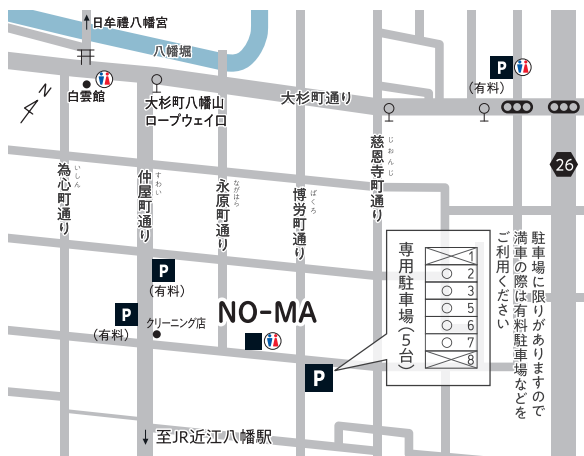 ↑日牟禮八幡宮
八幡堀
N
白雲館
大杉町八幡山
ロープウェイ口
大杉町通り
P
(有料)
26
為心町通り
いしん
仲屋町通り
すわい
永原町通り
ながはら
博労町通り
ばくろ
慈恩寺町通り
じおんじ
P
(有料)
P
(有料)
クリーニング店
NO-MA
P
専用駐車場(5台)
1
2
3
5
6
7
8
駐車場に限りがありますので
満車の際は有料駐車場などを
ご利用ください
↓至JR近江八幡駅